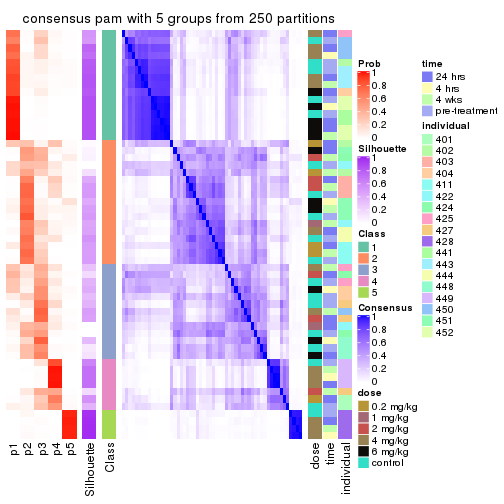 consensus pam with 5 groups from 250 partitions
p1
p2
p3
p4
p5
Silhouette
Class
dose
time
individual
Prob
1
0.8
0.6
0.4
0.2
0
Silhouette
1
0.8
0.6
0.4
0.2
0
Class
1
2
3
4
5
Consensus
1
0.8
0.6
0.4
0.2
0
dose
0.2 mg/kg
1 mg/kg
2 mg/kg
4 mg/kg
6 mg/kg
control
time
24 hrs
4 hrs
4 wks
pre-treatment
individual
401
402
403
404
411
422
424
425
427
428
441
443
444
448
449
450
451
452